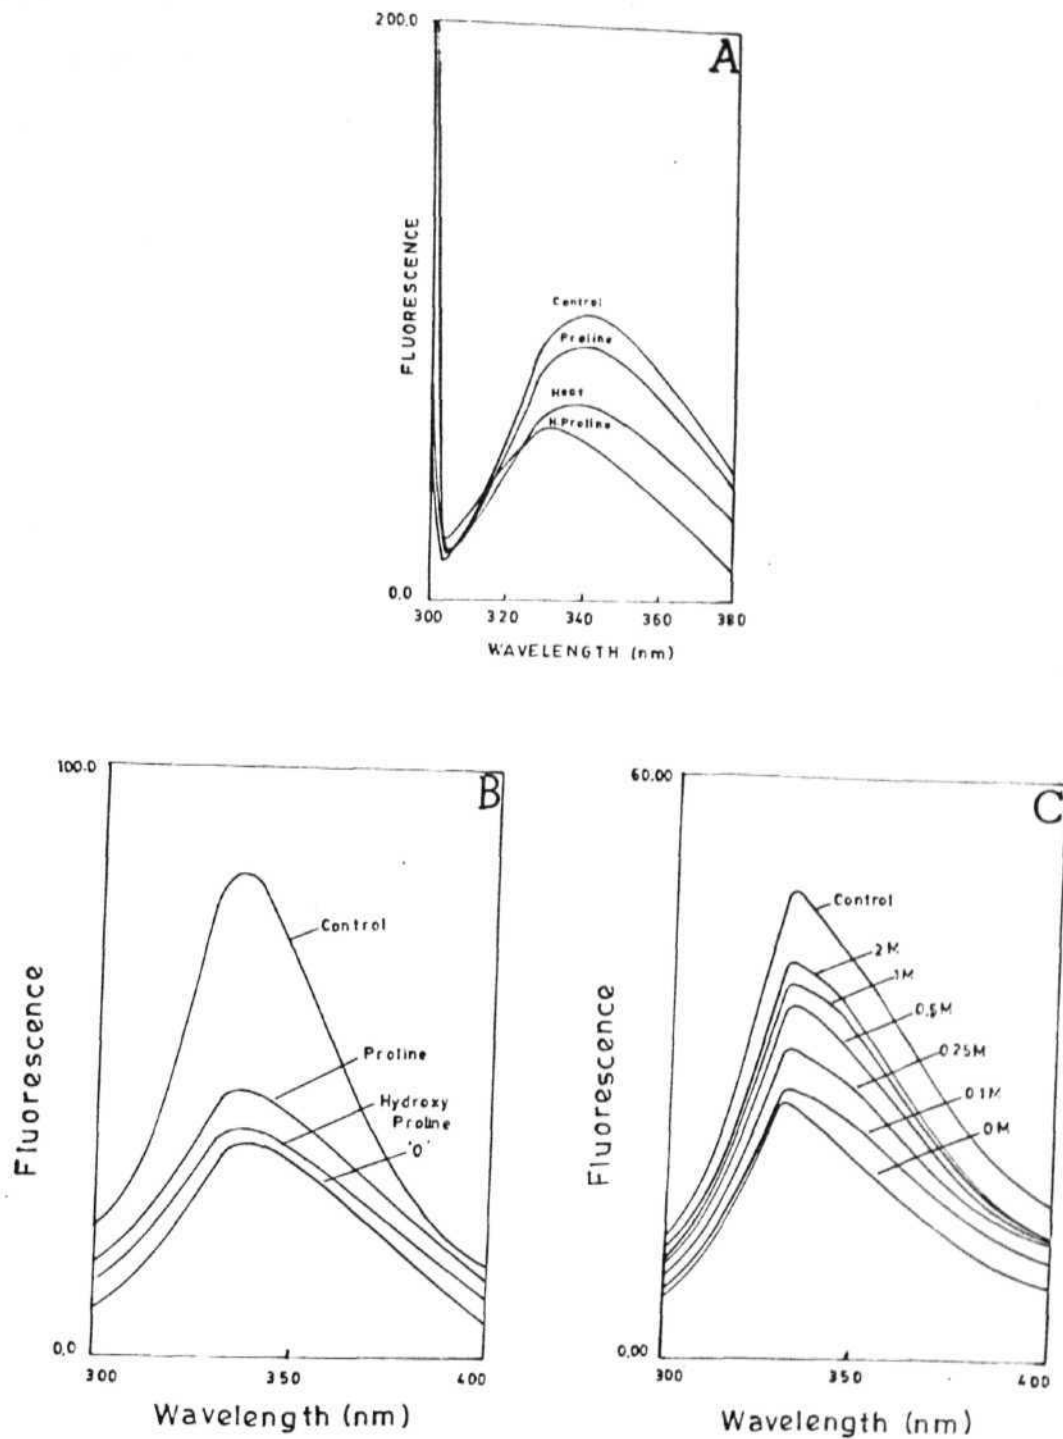 200.0
A
FLUORESCENCE
Control
Proline
Heat
H.Proline
0.0
300 320 340 360 380
WAVELENGTH (nm)
100.0
B
Fluorescence
Control
Proline
Hydroxy
Proline
'O'
0.0
300 350 400
Wavelength (nm)
60.00
C
Fluorescence
Control
2M
1M
0.5M
0.25M
0.1M
0M
0.00
300 350 400
Wavelength (nm)